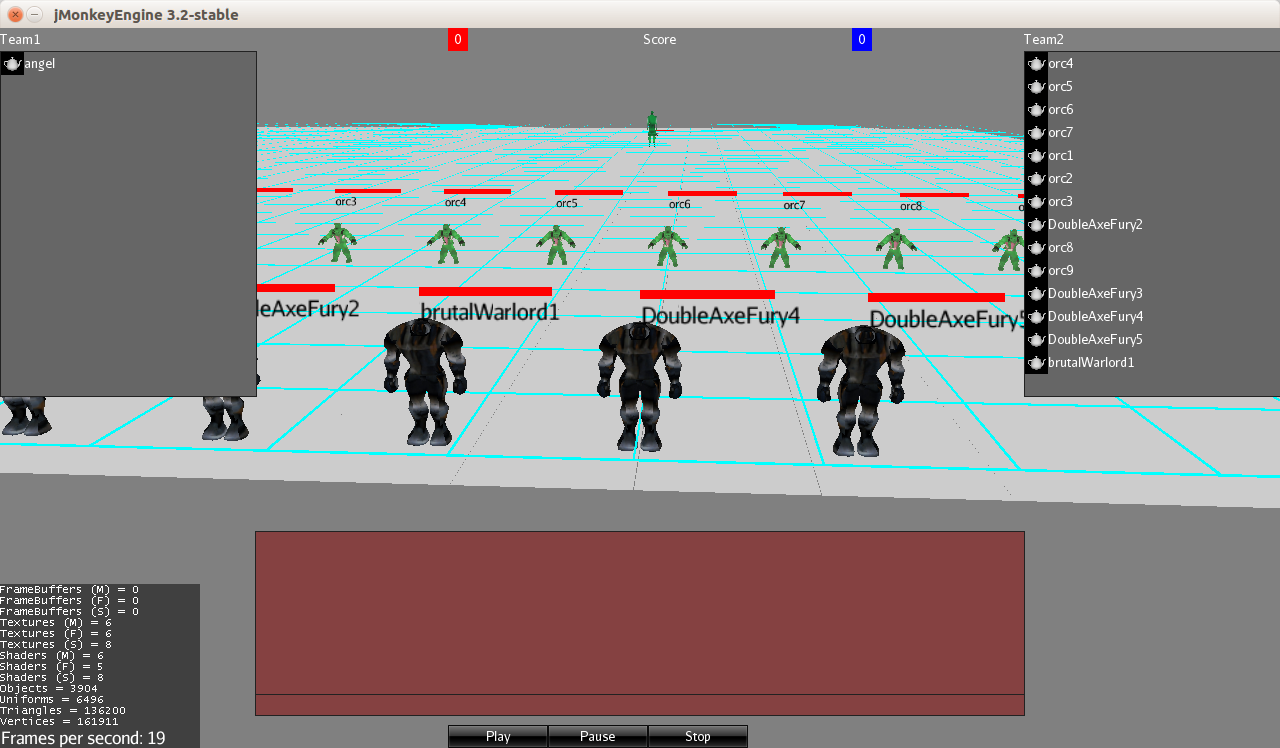 jMonkeyEngine 3.2-stable
Team1
0
Score
0
Team2
angel
orc4
orc5
orc6
orc7
orc1
orc2
orc3
DoubleAxeFury2
orc8
orc9
DoubleAxeFury3
DoubleAxeFury4
DoubleAxeFury5
brutalWarlord1
orc3
orc4
orc5
orc6
orc7
orc8
o
leAxeFury2
brutalWarlord1
DoubleAxeFury4
DoubleAxeFury5
FrameBuffers (M) = 0
FrameBuffers (F) = 0
FrameBuffers (S) = 0
Textures (M) = 6
Textures (F) = 6
Textures (S) = 8
Shaders (M) = 6
Shaders (F) = 5
Shaders (S) = 8
Objects = 3904
Uniforms = 6496
Triangles = 136200
Vertices = 161911
Frames per second: 19
Play
Pause
Stop